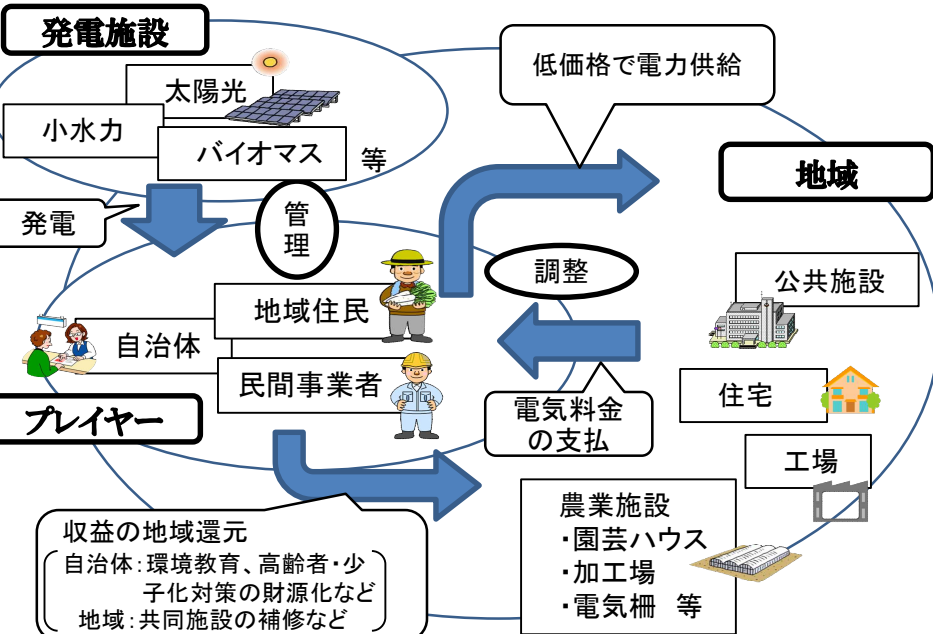 発電施設
太陽光
小水力
バイオマス
等
発電
管
理
低価格で電力供給
地域
調整
公共施設
地域住民
自治体
民間事業者
プレイヤー
住宅
電気料金
の支払
工場
収益の地域還元
自治体：環境教育、高齢者・少
子化対策の財源化など
地域：共同施設の補修など
農業施設
・園芸ハウス
・加工場
・電気柵 等